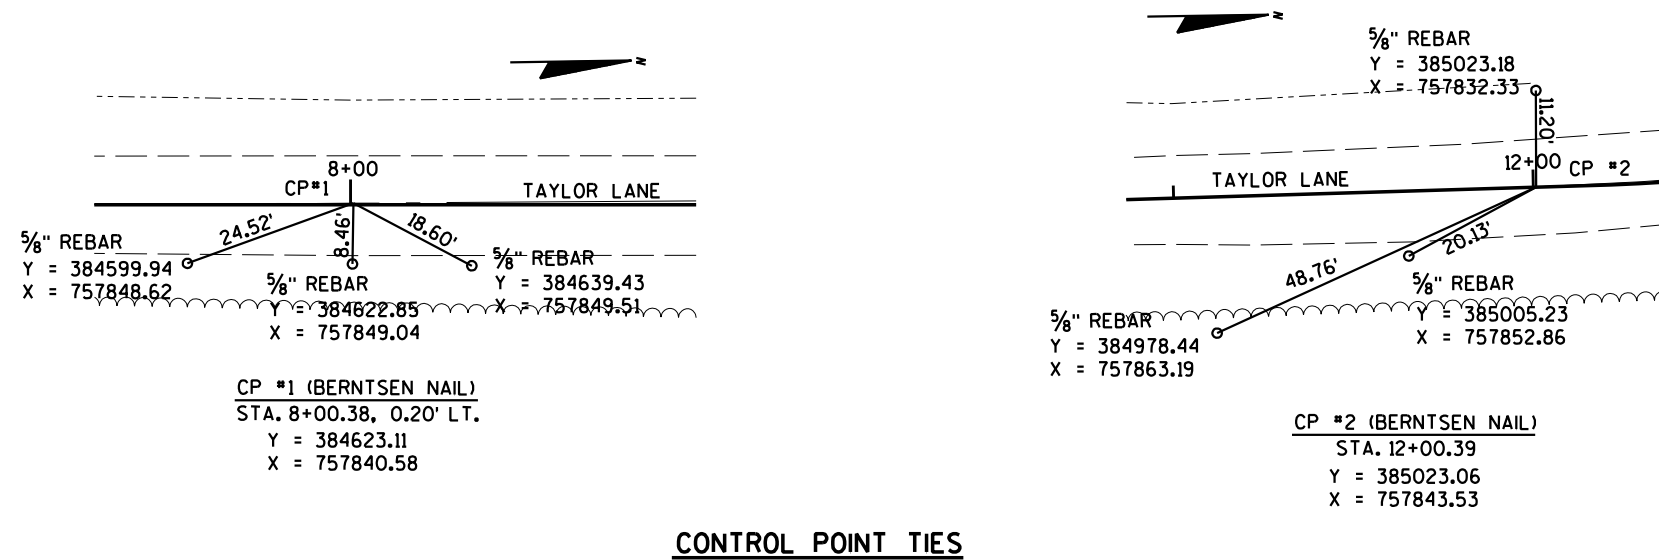 N
8+00
CP#1
TAYLOR LANE
24.52'
8.46'
18.60'
5/8" REBAR
Y = 384599.94
X = 757848.62
5/8" REBAR
Y = 384622.85
X = 757849.04
5/8" REBAR
Y = 384639.43
X = 757849.51
CP #1 (BERNTSEN NAIL)
STA. 8+00.38, 0.20' LT.
Y = 384623.11
X = 757840.58
N
5/8" REBAR
Y = 385023.18
X = 757832.33
11.20'
12+00
CP #2
TAYLOR LANE
20.13'
48.76'
5/8" REBAR
Y = 385005.23
X = 757852.86
5/8" REBAR
Y = 384978.44
X = 757863.19
CP #2 (BERNTSEN NAIL)
STA. 12+00.39
Y = 385023.06
X = 757843.53
CONTROL POINT TIES